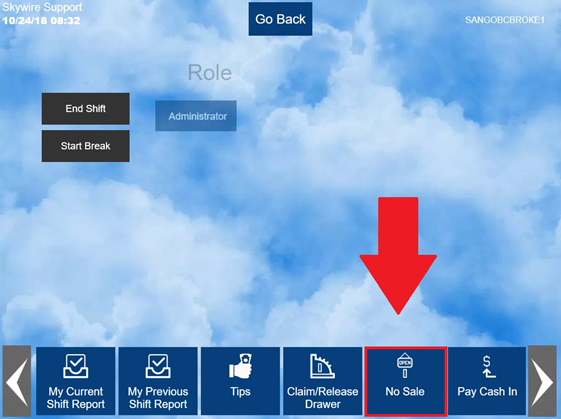 Skywire Support
10/24/18 08:32
Go Back
SANGOBCBROKE1
Role
End Shift
Administrator
Start Break
My Current
Shift Report
My Previous
Shift Report
Tips
Claim/Release
Drawer
OPEN
No Sale
$
Pay Cash In